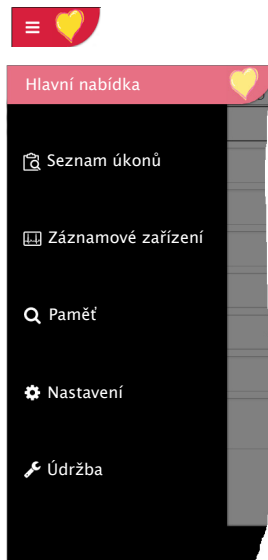 Hlavní nabídka
Seznam úkonů
Záznamové zařízení
Paměť
Nastavení
Údržba